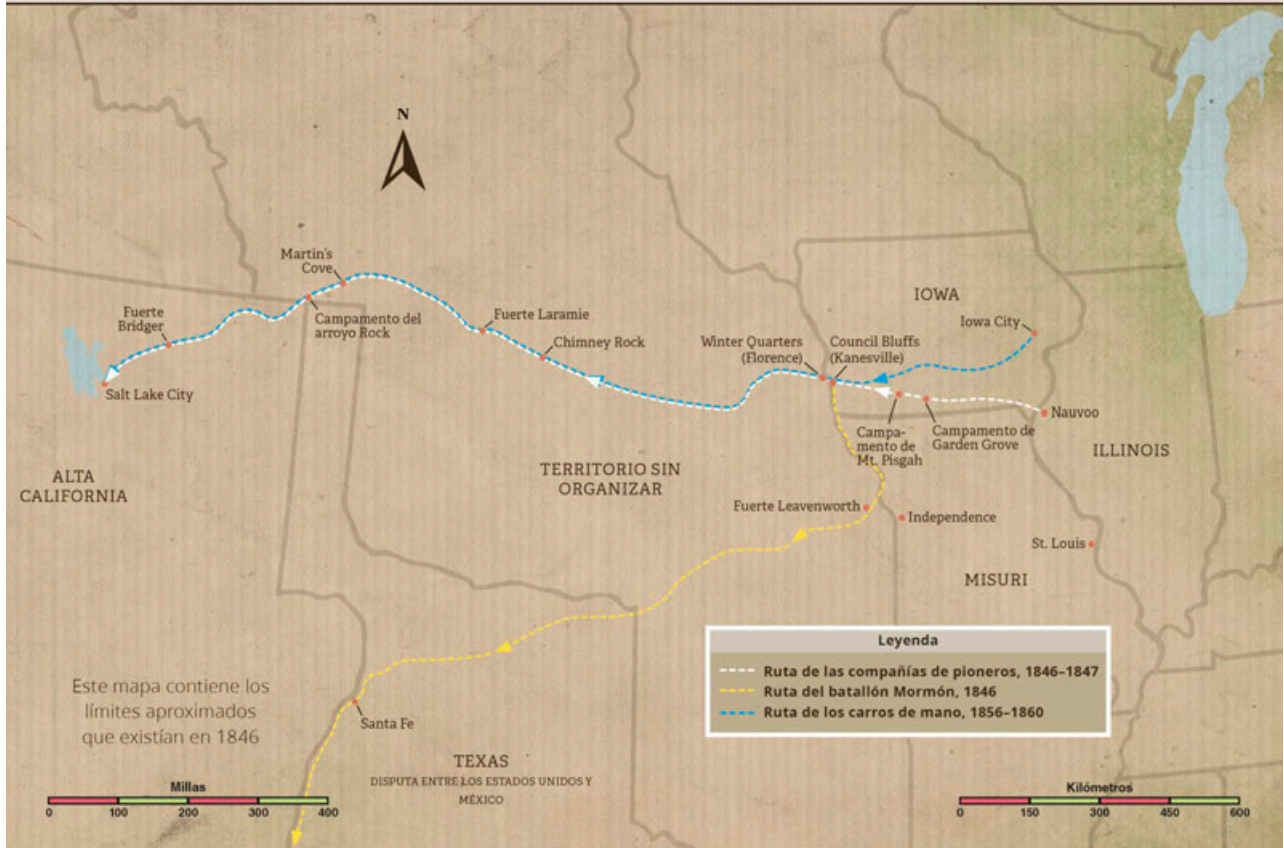 N
Martin's
Cove
Fuerte
Bridger
Campamento del
arroyo Rock
Salt Lake City
Fuerte Laramie
Chimney Rock
Winter Quarters
(Florence)
Council Bluffs
(Kanesville)
IOWA
Iowa City
Nauvoo
Campa-
mento de
Mt. Pisgah
Campamento de
Garden Grove
ILLINOIS
ALTA
CALIFORNIA
TERRITORIO SIN
ORGANIZAR
Fuerte Leavenworth
Independence
St. Louis
MISURI
Leyenda
Ruta de las compañías de pioneros, 1846–1847
Ruta del batallón Mormón, 1846
Ruta de los carros de mano, 1856–1860
Este mapa contiene los
límites aproximados
que existían en 1846
Santa Fe
TEXAS
DISPUTA ENTRE LOS ESTADOS UNIDOS Y
MÉXICO
Millas
0 100 200 300 400
Kilómetros
0 150 300 450 600